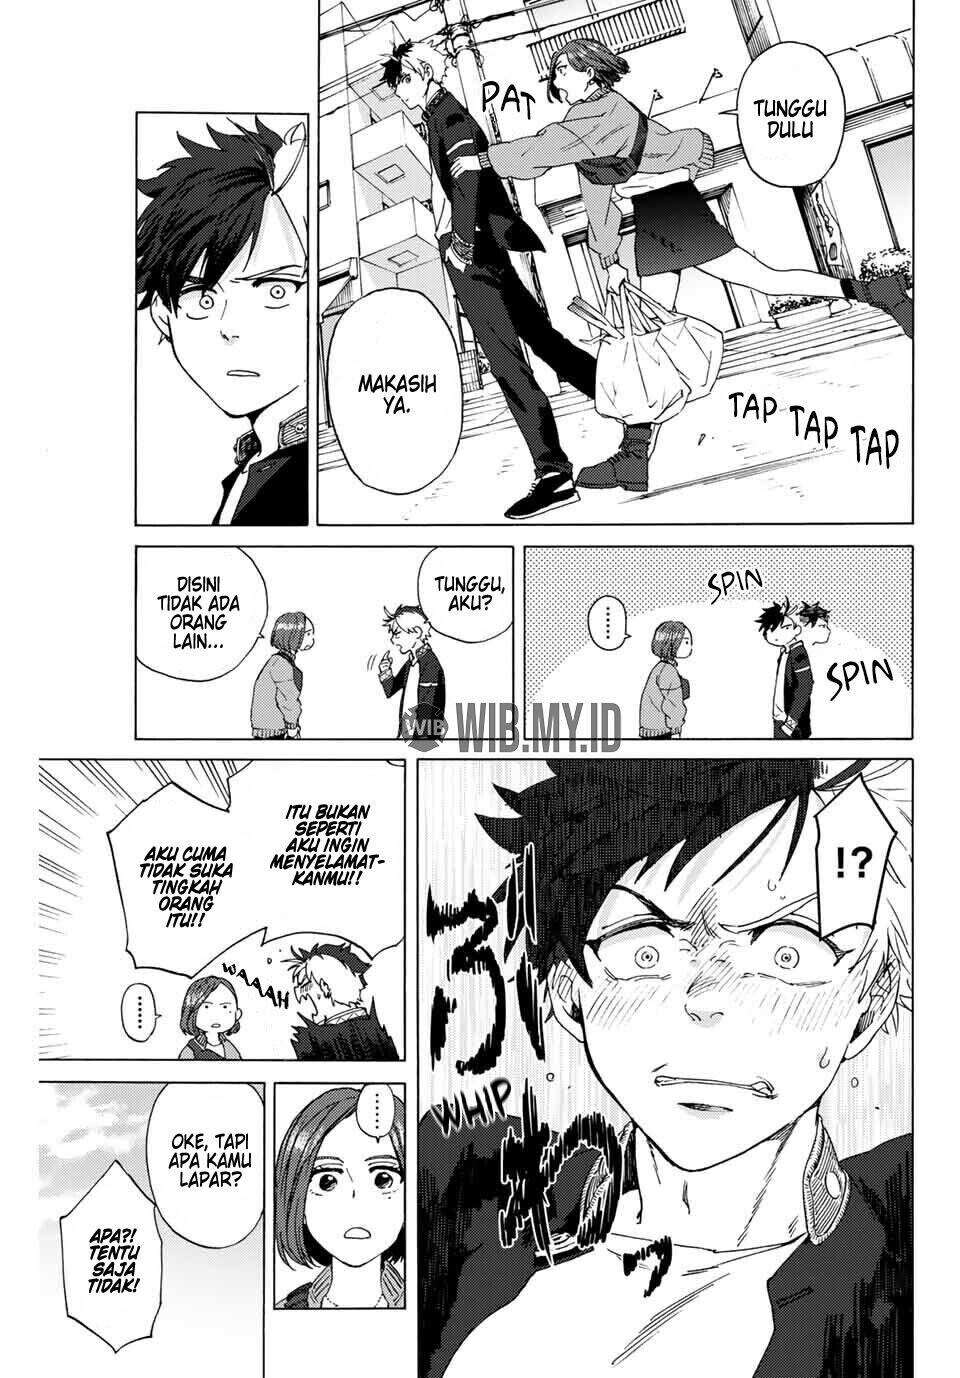 TUNGGU
DULU
PAT
MAKASIH
YA.
TAP TAP TAP
SPIN
SPIN
........
TUNGGU,
AKU?
DISINI
TIDAK ADA
ORANG
LAIN...
WIB WIB.MY.ID
!?
WHIP
ITU BUKAN
SEPERTI
AKU INGIN
MENYELAMAT-
KANMU!!
AKU CUMA
TIDAK SUKA
TINGKAH
ORANG
ITU!!
WAAAAH
........
........
OKE, TAPI
APA KAMU
LAPAR?
APA?!
TENTU
SAJA
TIDAK!